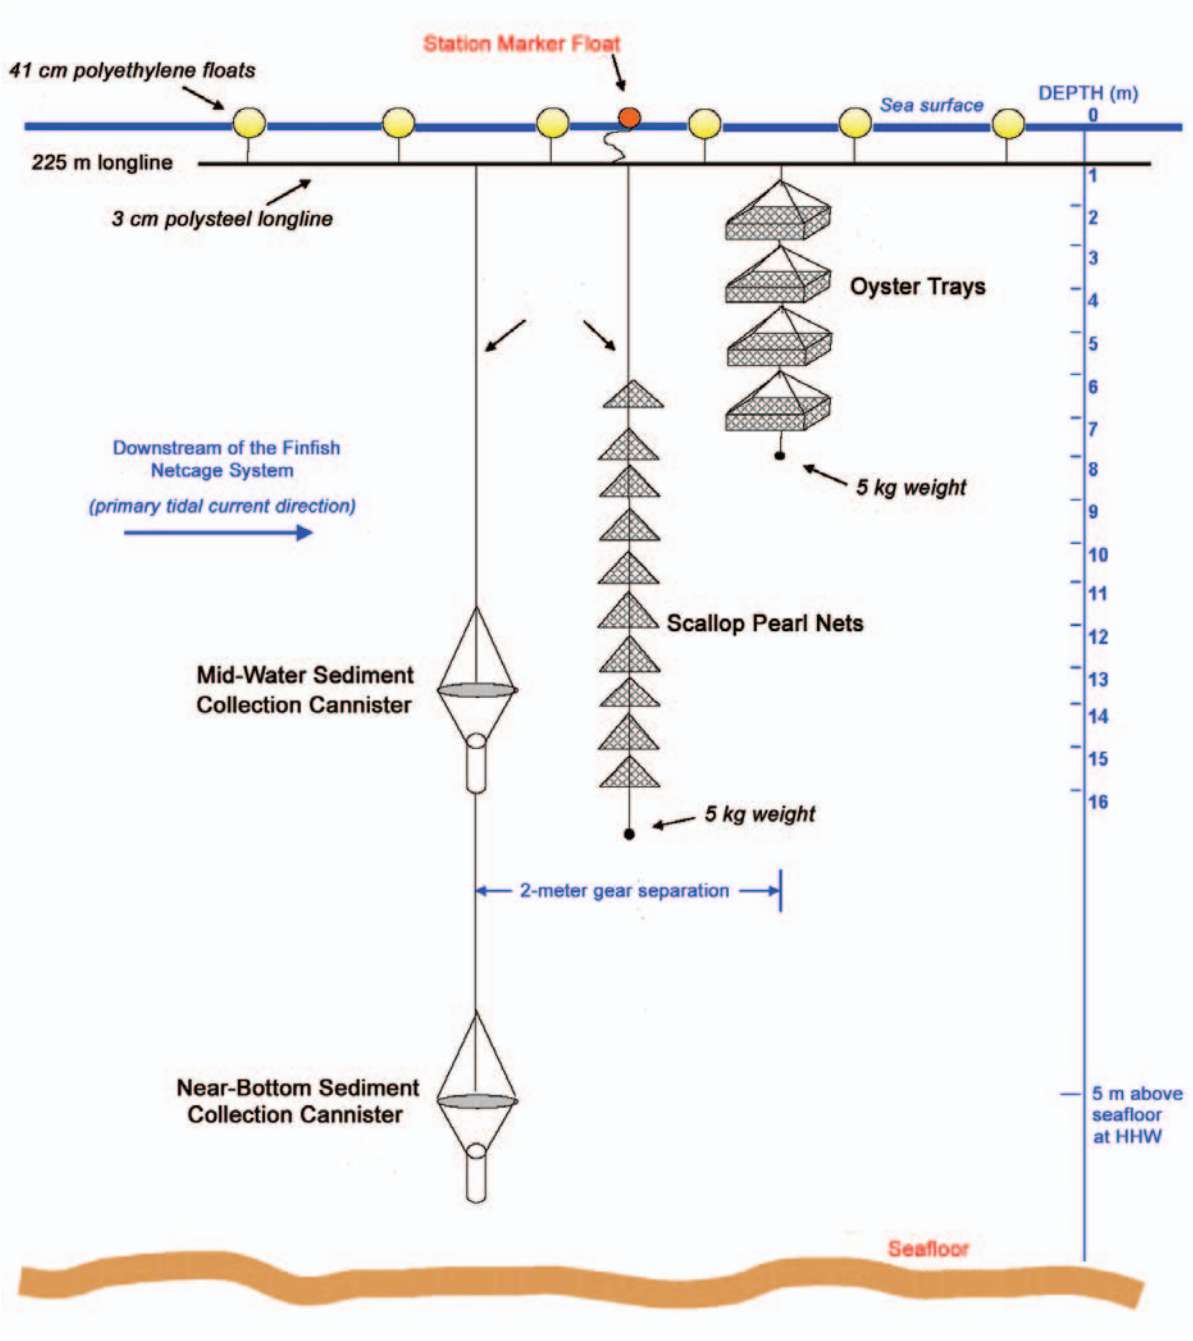 Station Marker Float
41 cm polyethylene floats
DEPTH (m)
Sea surface
0
225 m longline
1
3 cm polysteel longline
2
3
Oyster Trays
4
5
6
7
Downstream of the Finfish
Netcage System
8
5 kg weight
(primary tidal current direction)
9
10
11
Scallop Pearl Nets
12
Mid-Water Sediment
Collection Cannister
13
14
15
16
5 kg weight
2-meter gear separation
Near-Bottom Sediment
Collection Cannister
5 m above
seafloor
at HHW
Seafloor